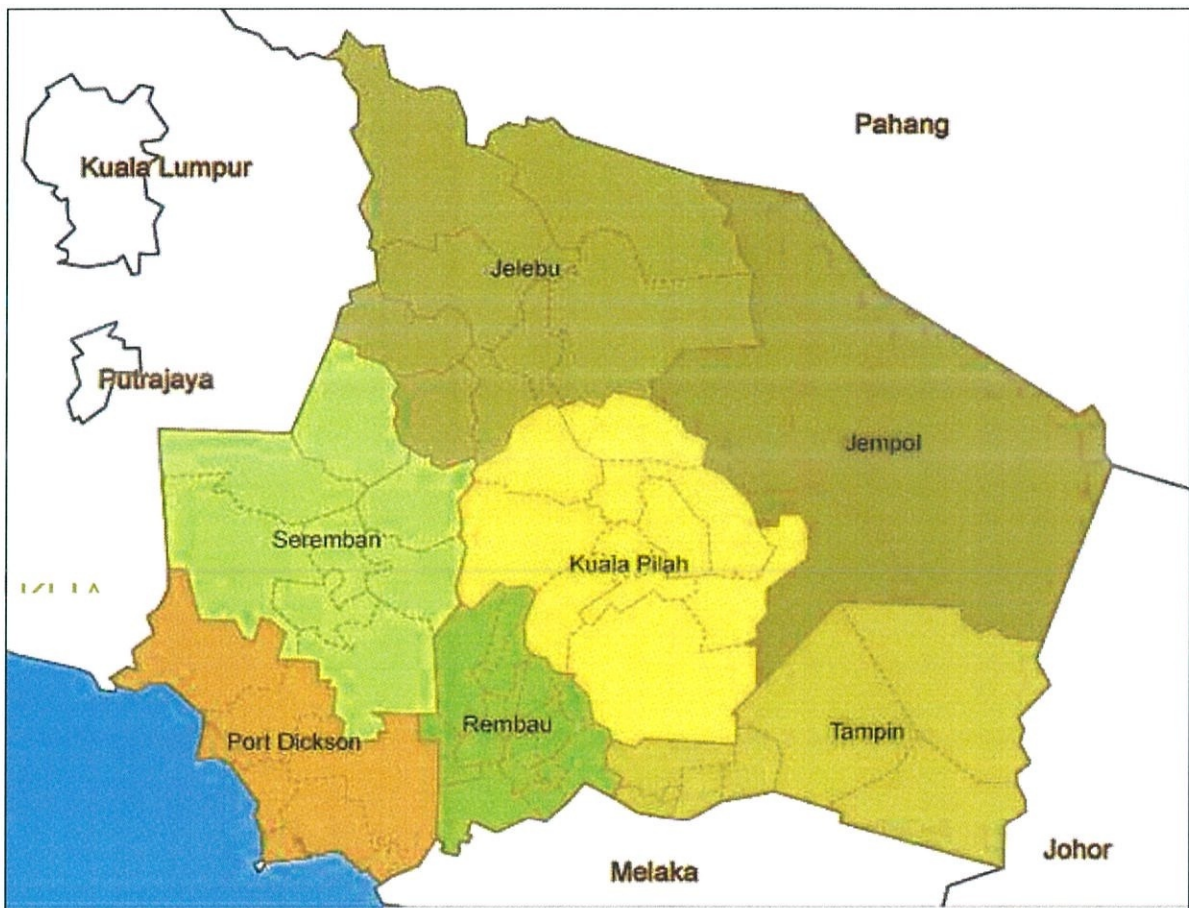 Pahang
Kuala Lumpur
Jelebu
Putrajaya
Jempol
Seremban
Kuala Pilah
Port Dickson
Rembau
Tampin
Melaka
Johor